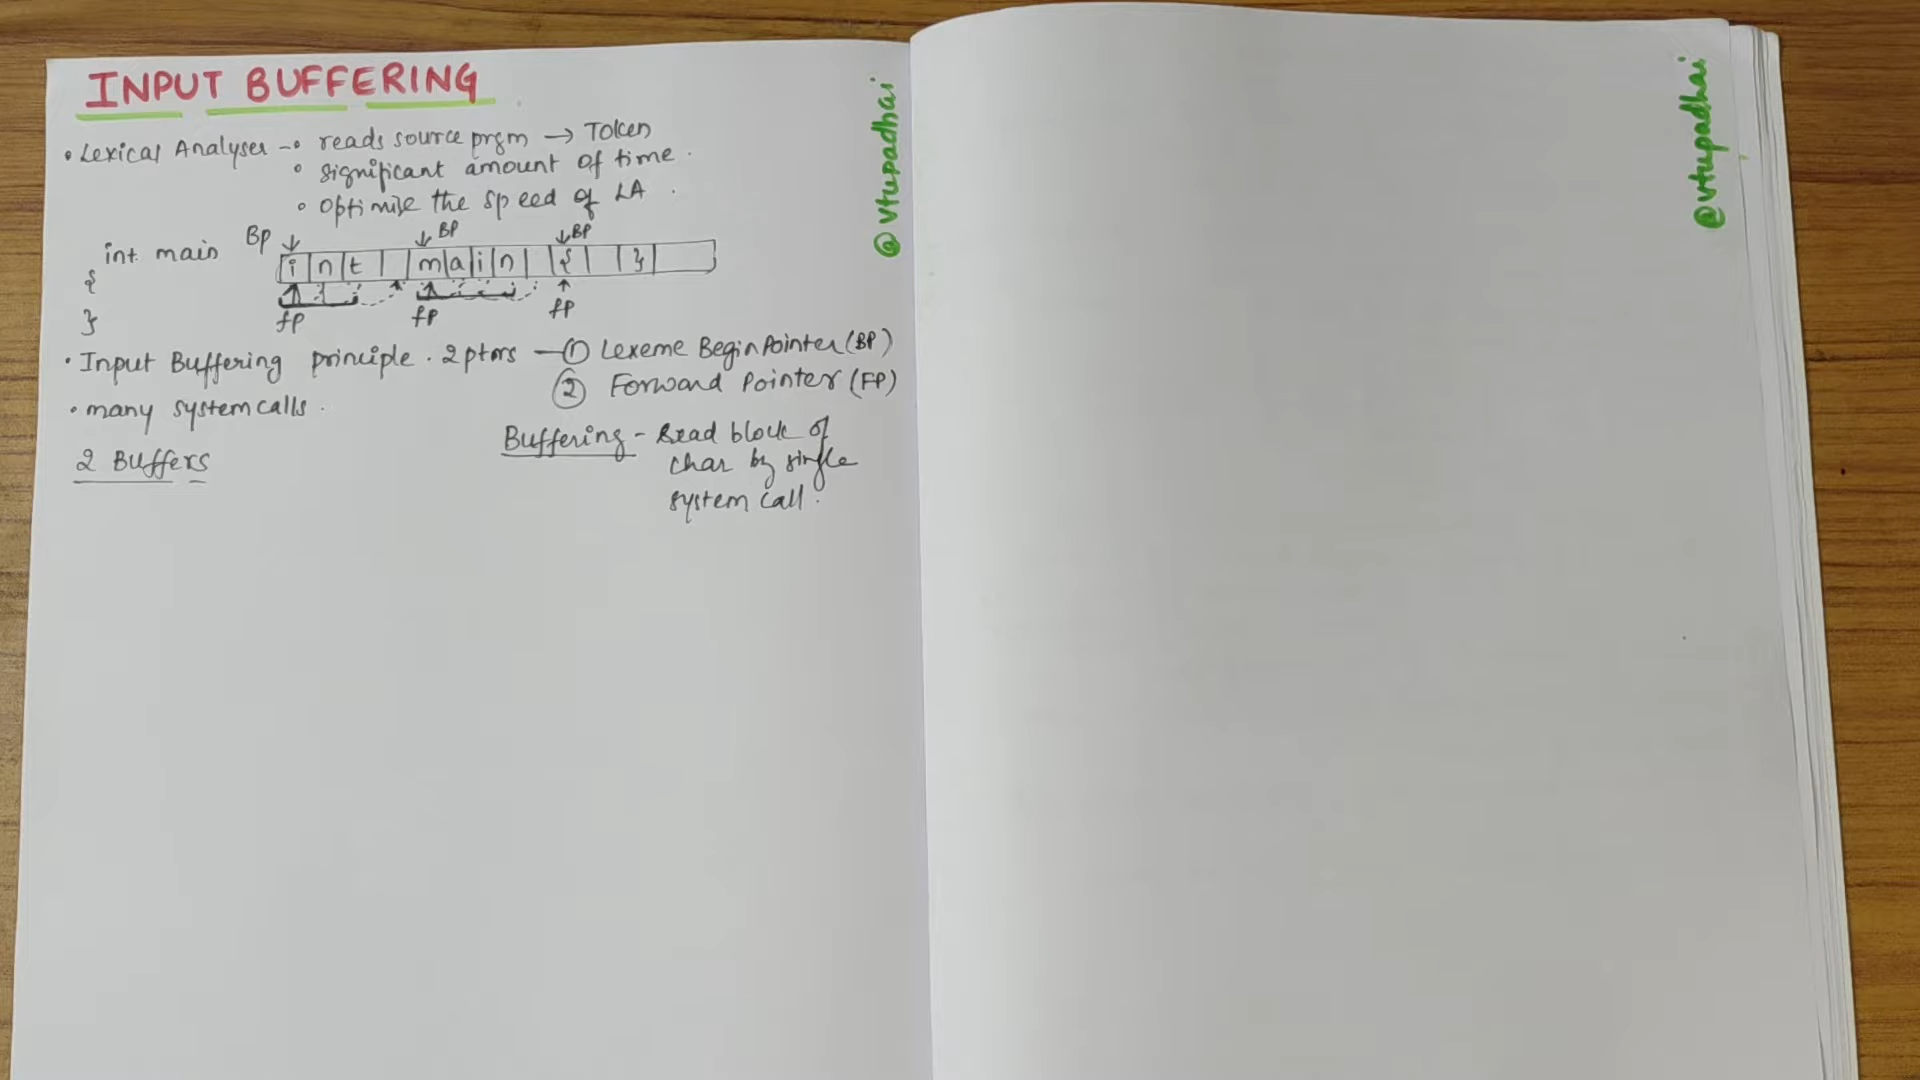 INPUT BUFFERING
• Lexical Analyser - ∘ reads source prgm → Token
∘ significant amount of time.
∘ optimise the speed of LA.
int main
{
}
BP ↓ ↓ BP ↓ BP
i n t m a i n { }
fp fp fp
• Input Buffering principle. 2 ptrs — ① Lexeme Begin Pointer (BP)
② Forward Pointer (FP)
• many system calls.
Buffering - Read block of
char by single
system call.
2 Buffers
@vtupadhai
@vtupadhai